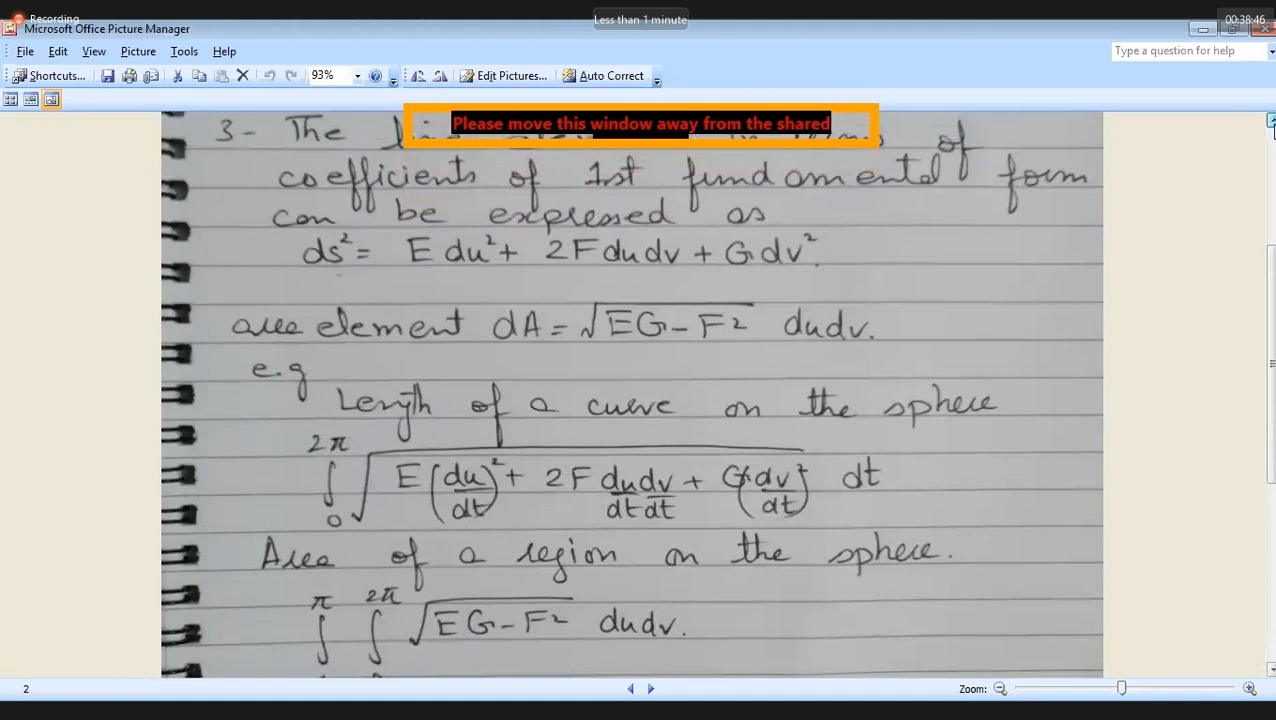 Recording
Less than 1 minute
00:38:46
Microsoft Office Picture Manager
File Edit View Picture Tools Help
Type a question for help
Shortcuts... 93% Edit Pictures... Auto Correct
Please move this window away from the shared
3- The of
coefficients of 1st fundamental form
can be expressed as
ds² = E du² + 2F dudv + G dv².
area element dA = √EG-F² dudv.
e.g
Length of a curve on the sphere
∫₀^2π √E(du/dt)² + 2F du/dt dv/dt + G(dv/dt)² dt
Area of a region on the sphere.
∫^π ∫^2π √EG-F² dudv.
2
Zoom: